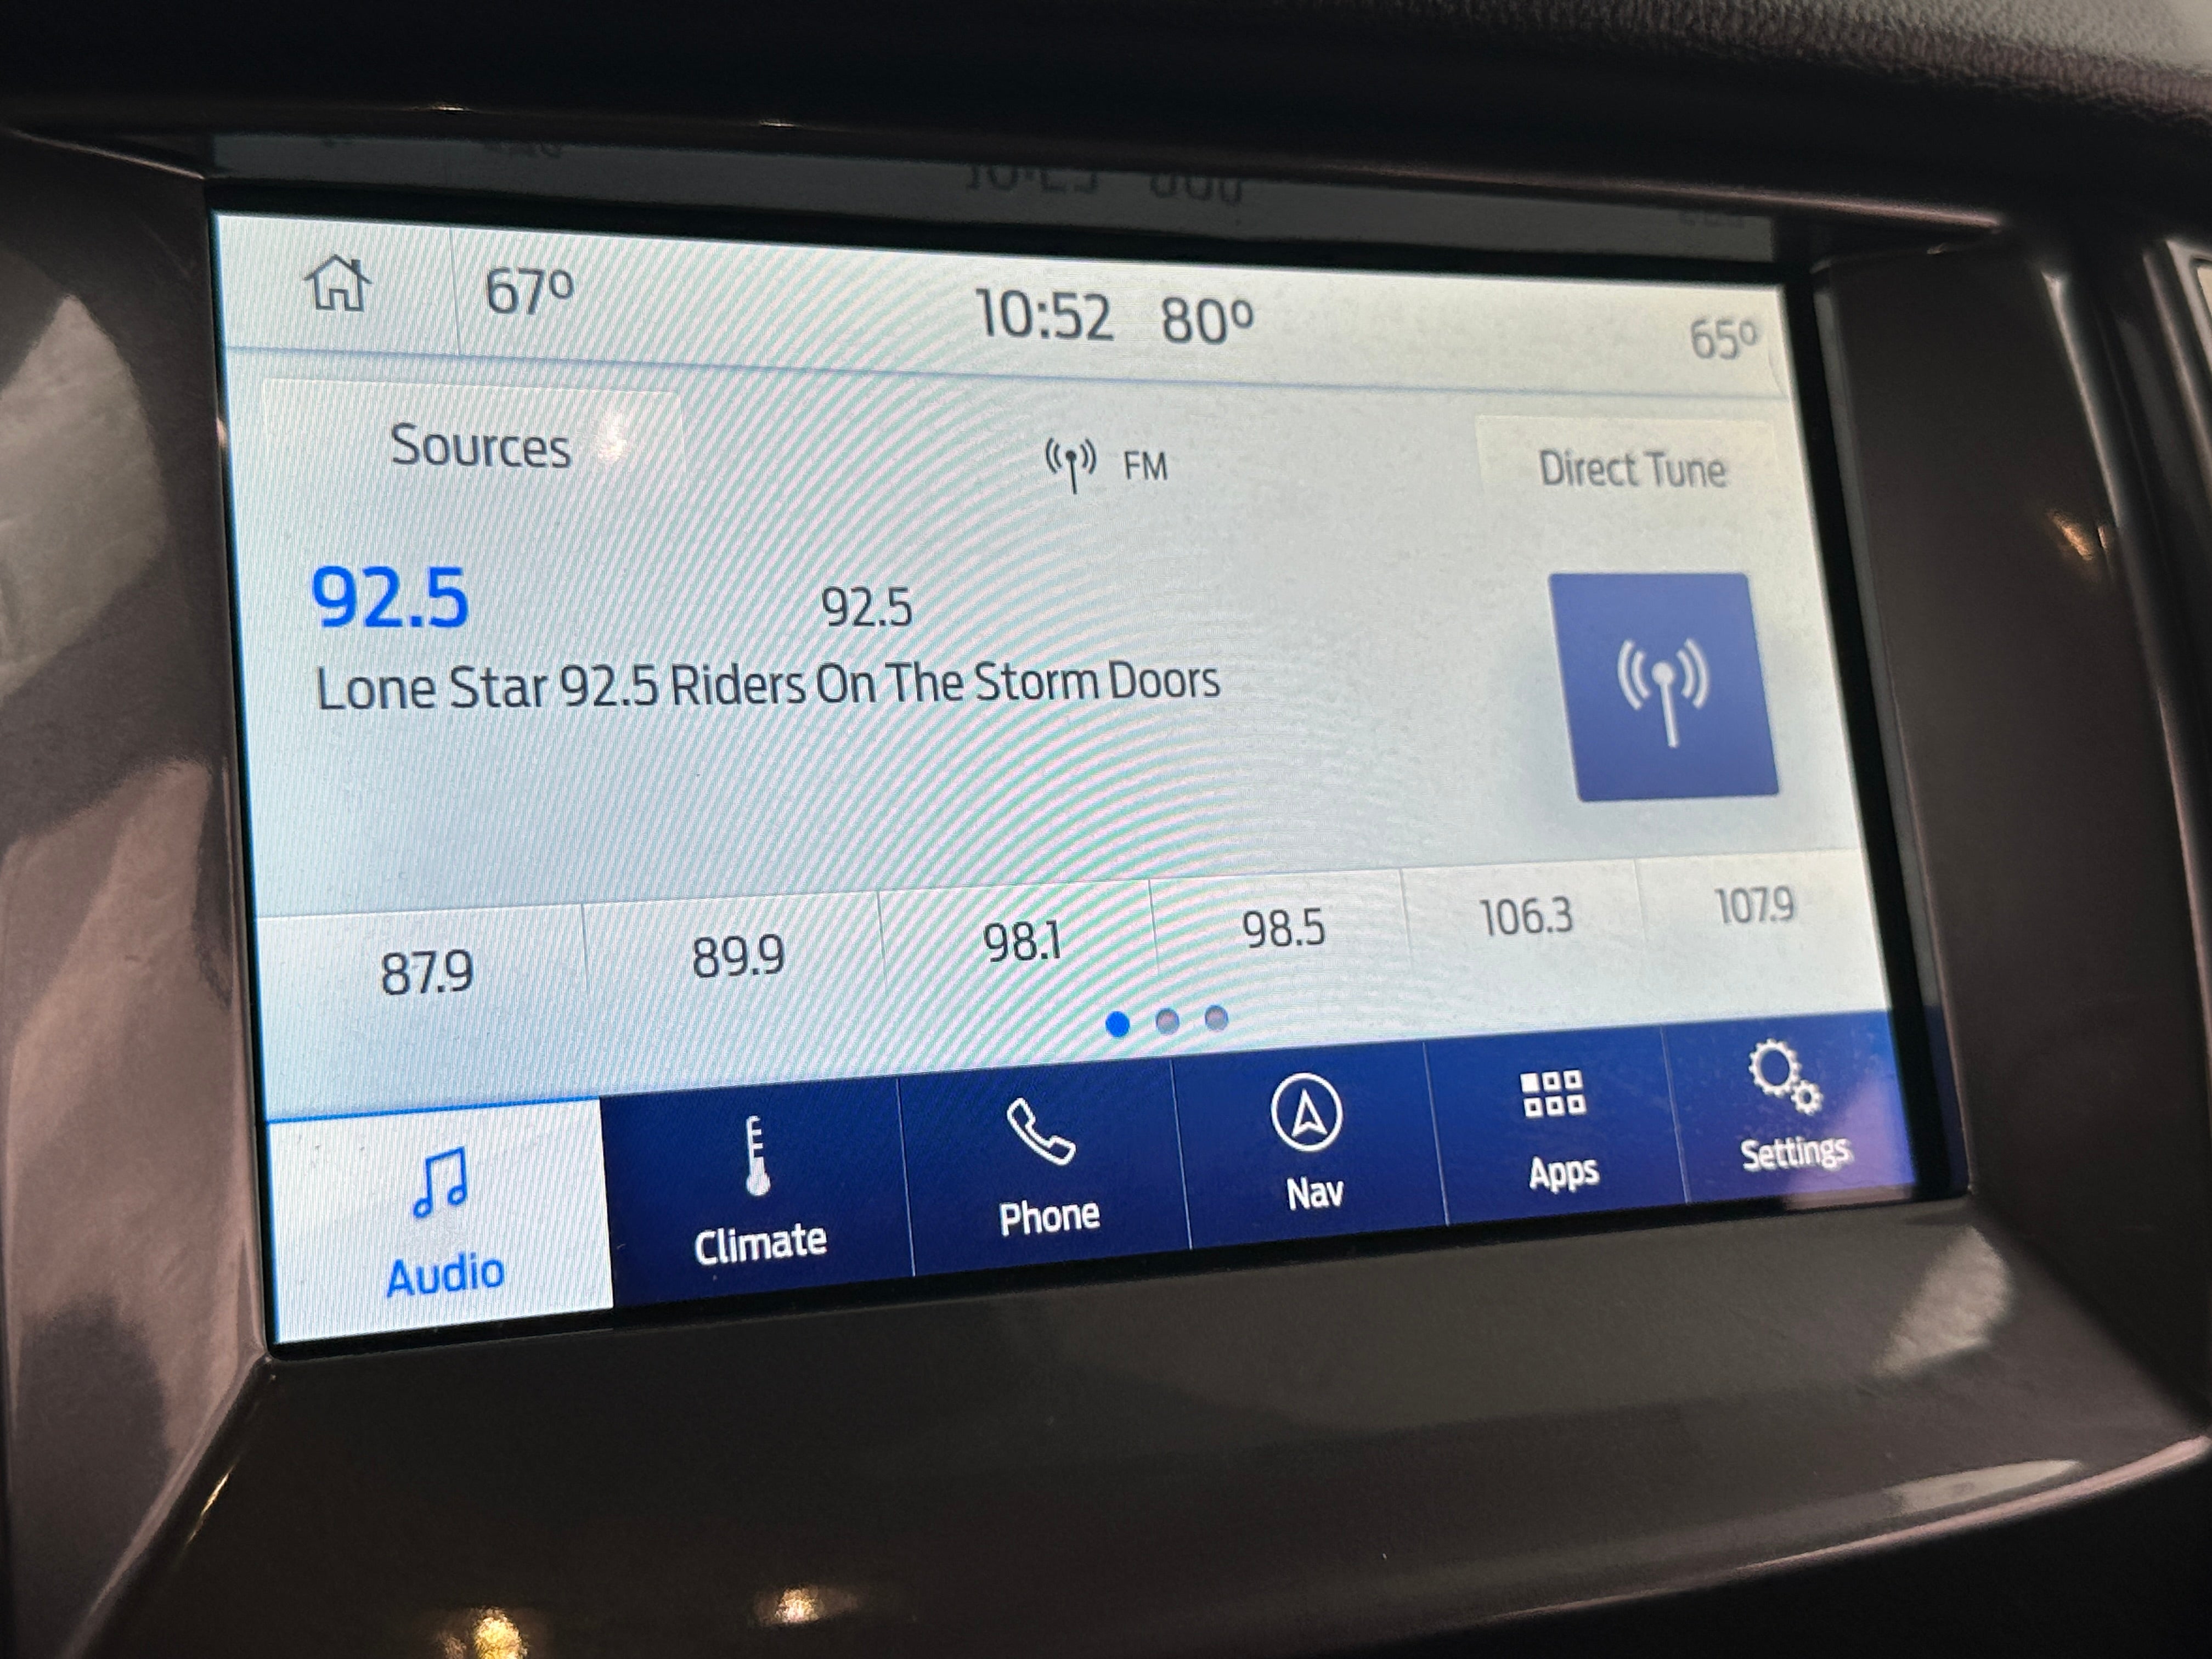 67° 10:52 80° 65°
Sources FM Direct Tune
92.5 92.5
Lone Star 92.5 Riders On The Storm Doors
87.9 89.9 98.1 98.5 106.3 107.9
Audio Climate Phone Nav Apps Settings